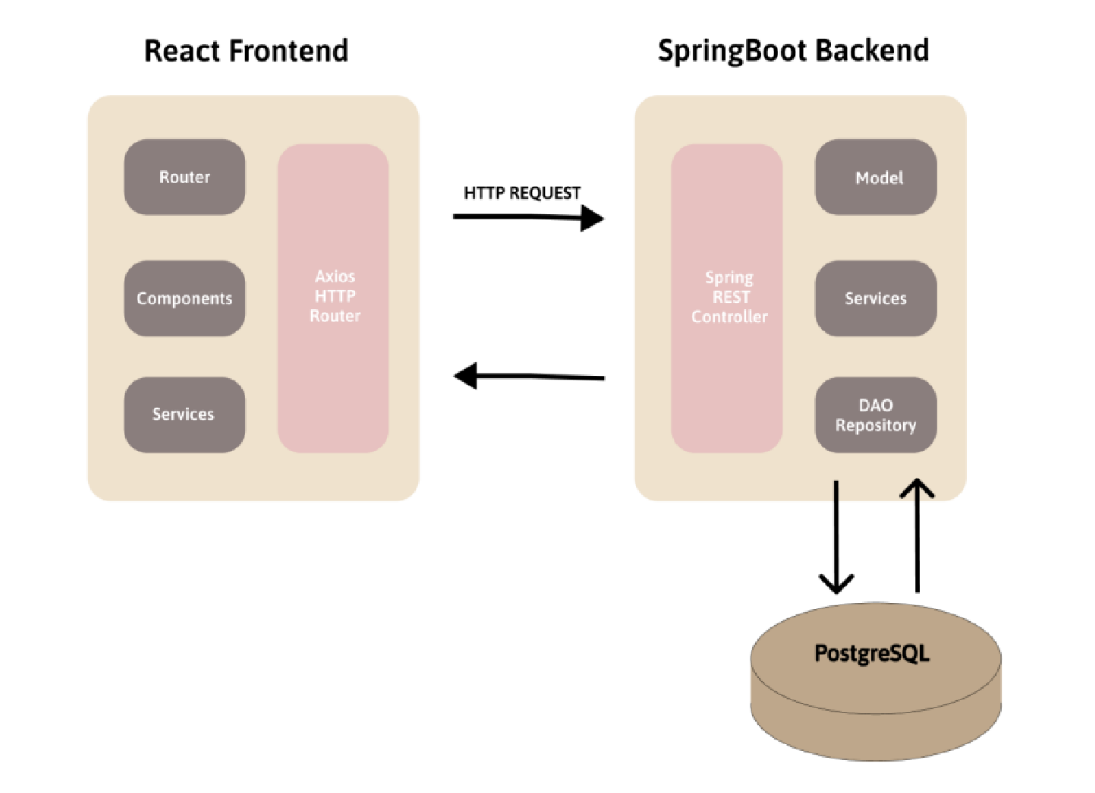 React Frontend
SpringBoot Backend
Router
Components
Services
Axios
HTTP
Router
HTTP REQUEST
Spring
REST
Controller
Model
Services
DAO
Repository
PostgreSQL